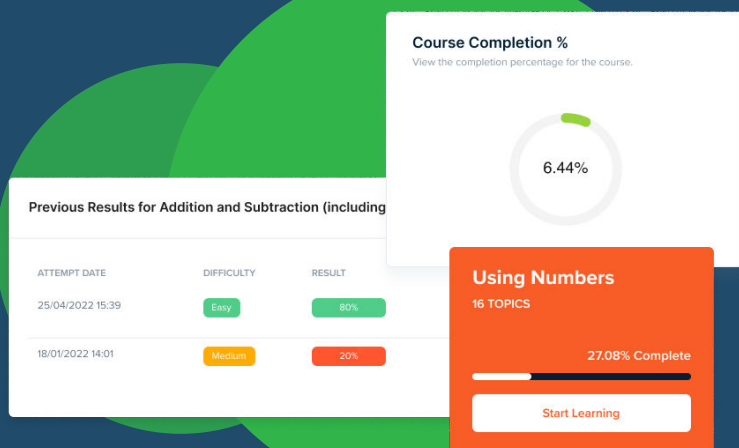 Course Completion %
View the completion percentage for the course.
6.44%
Previous Results for Addition and Subtraction (including
ATTEMPT DATE DIFFICULTY RESULT
25/04/2022 15:39 Easy 80%
18/01/2022 14:01 Medium 20%
Using Numbers
16 TOPICS
27.08% Complete
Start Learning